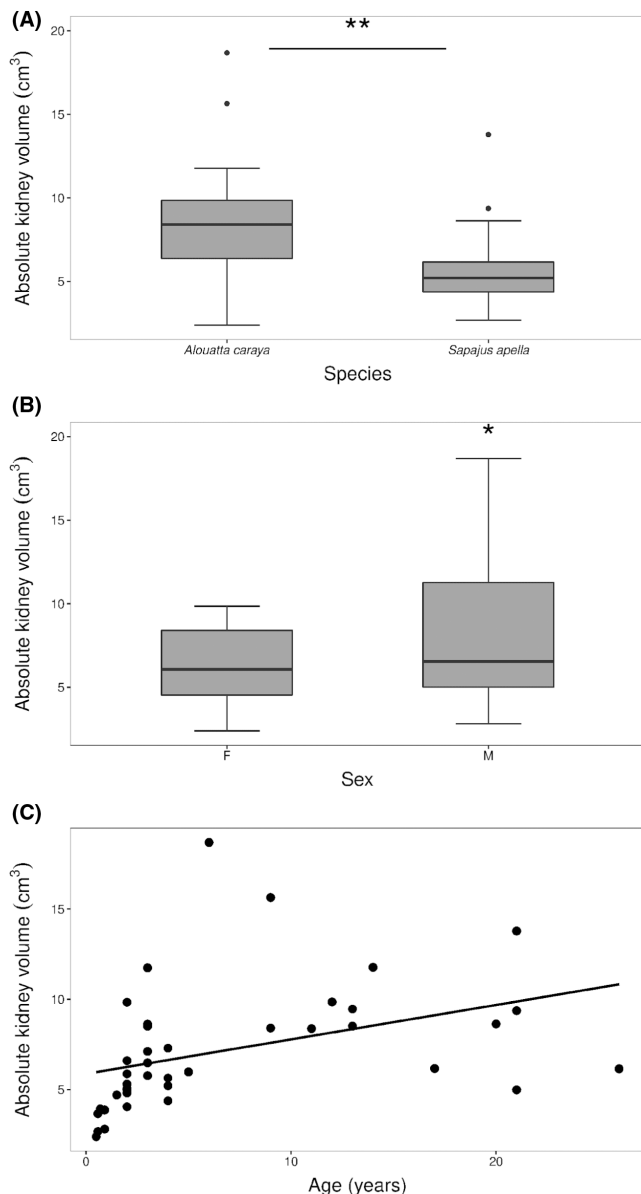 (A)
**
Absolute kidney volume (cm³)
20
15
10
5
Alouatta caraya Sapajus apella
Species
(B)
*
Absolute kidney volume (cm³)
20
15
10
5
F M
Sex
(C)
Absolute kidney volume (cm³)
15
10
5
0 10 20
Age (years)